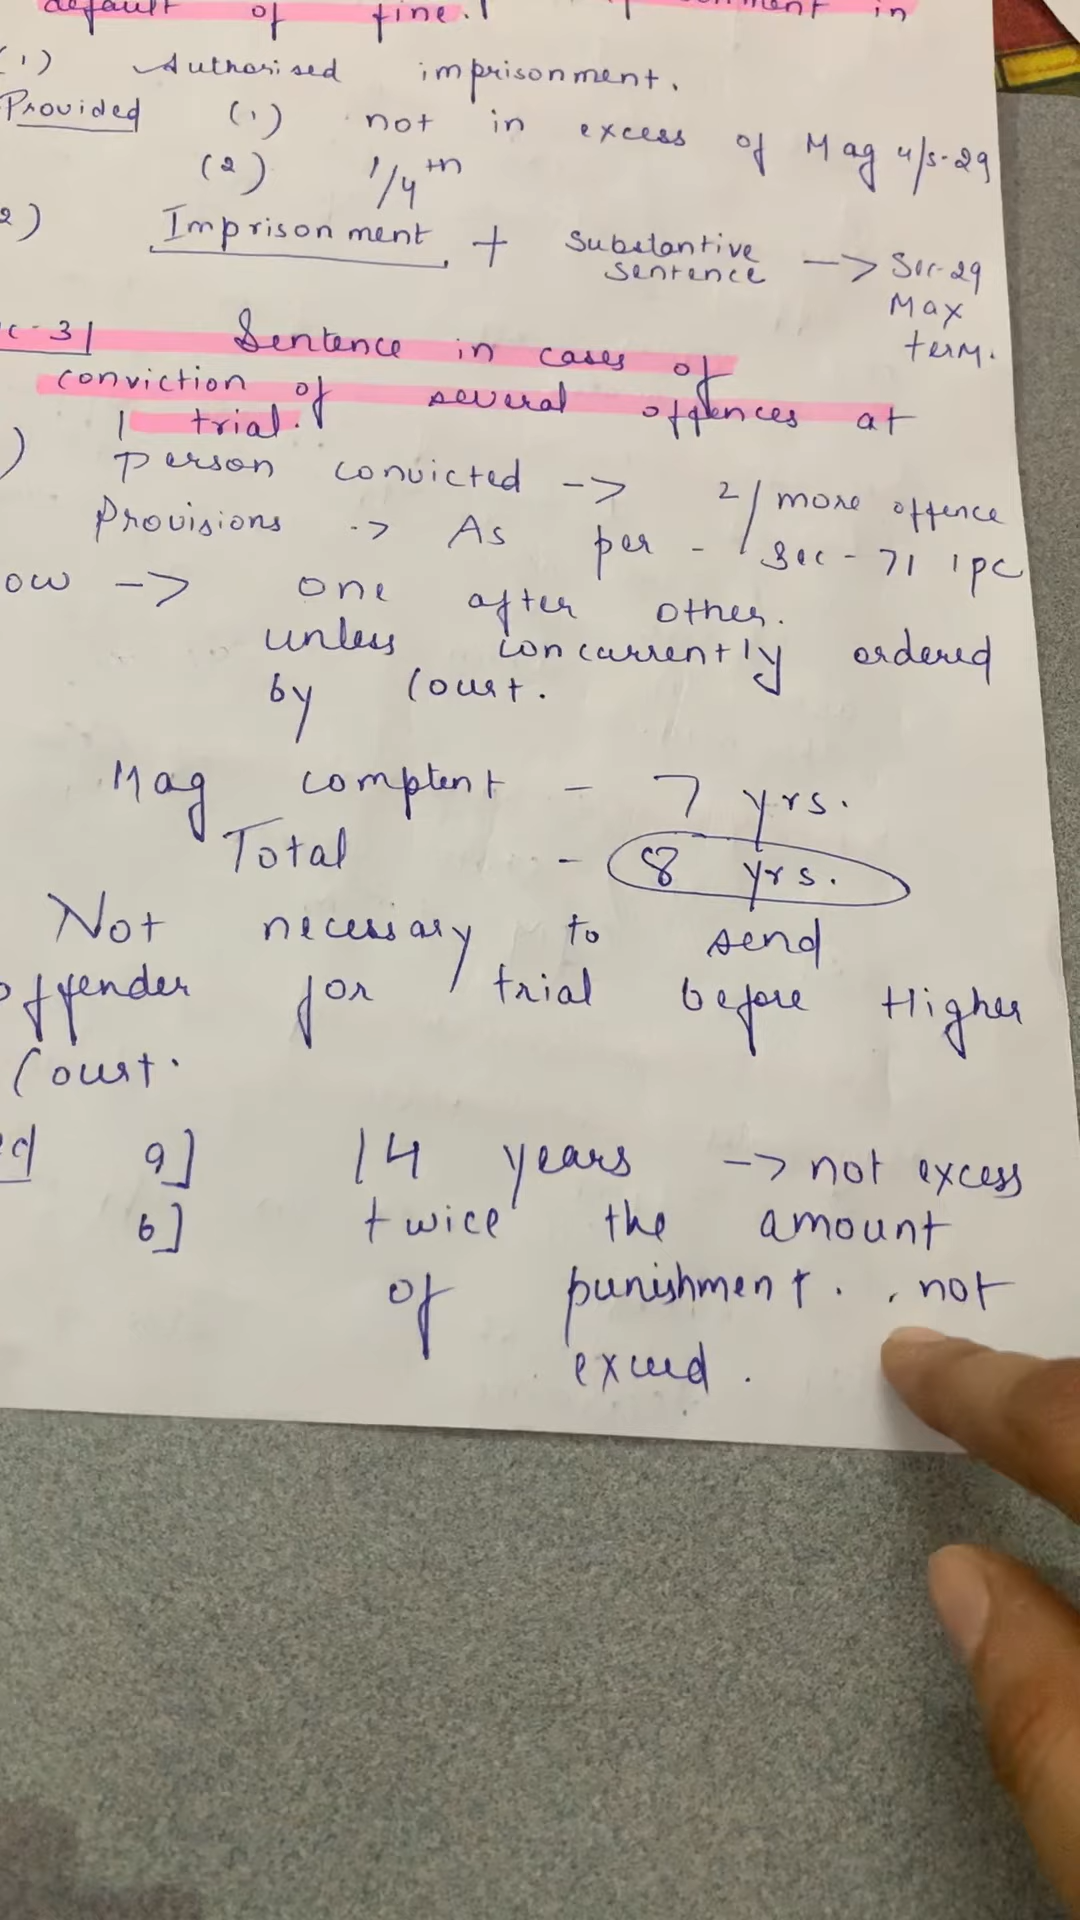 default of fine. in
(1) Authorised imprisonment.
Provided (1) not in excess of Mag u/s-29
(2) 1/4th
2) Imprisonment + Substantive sentence -> Sec-29 Max term.
c-31 Sentence in cases of
conviction of several offences at
1 trial.
) person convicted -> 2/more offence
Provisions -> As per - Sec-71 ipc
ow -> one after other.
unless concurrently ordered
by Court.
Mag comptent - 7 yrs.
Total - 8 yrs.
Not necessary to send
offender for trial before Higher
Court.
ed a] 14 years -> not excess
b] twice the amount
of punishment. not
exceed.